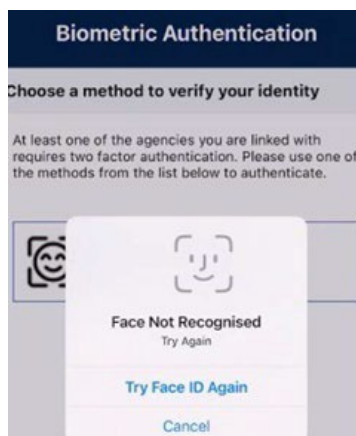 Biometric Authentication
Choose a method to verify your identity
At least one of the agencies you are linked with
requires two factor authentication. Please use one of
the methods from the list below to authenticate.
Face Not Recognised
Try Again
Try Face ID Again
Cancel